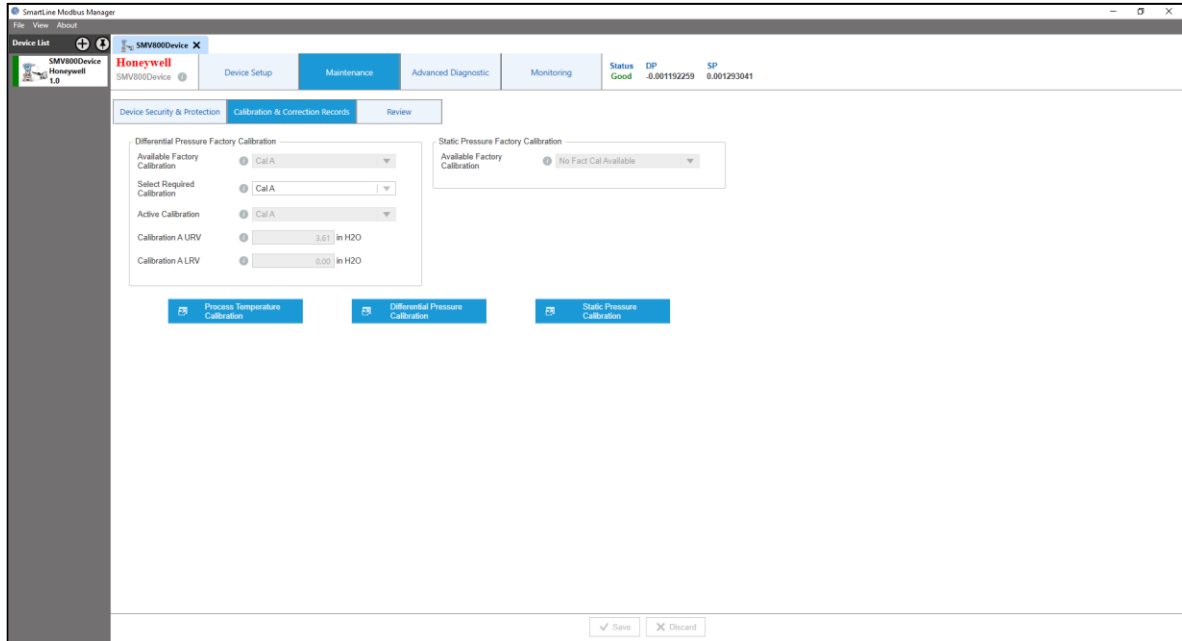 SmartLine Modbus Manager
File View About
Device List
SMV800Device
Honeywell
1.0
SMV800Device
Honeywell
SMV800Device
Device Setup
Maintenance
Advanced Diagnostic
Monitoring
Status DP SP
Good -0.001192259 0.001293041
Device Security & Protection
Calibration & Correction Records
Review
Differential Pressure Factory Calibration
Available Factory
Calibration
Cal A
Select Required
Calibration
Cal A
Active Calibration
Cal A
Calibration A URV
3.61 in H2O
Calibration A LRV
0.00 in H2O
Static Pressure Factory Calibration
Available Factory
Calibration
No Fact Cal Available
Process Temperature
Calibration
Differential Pressure
Calibration
Static Pressure
Calibration
Save
Discard